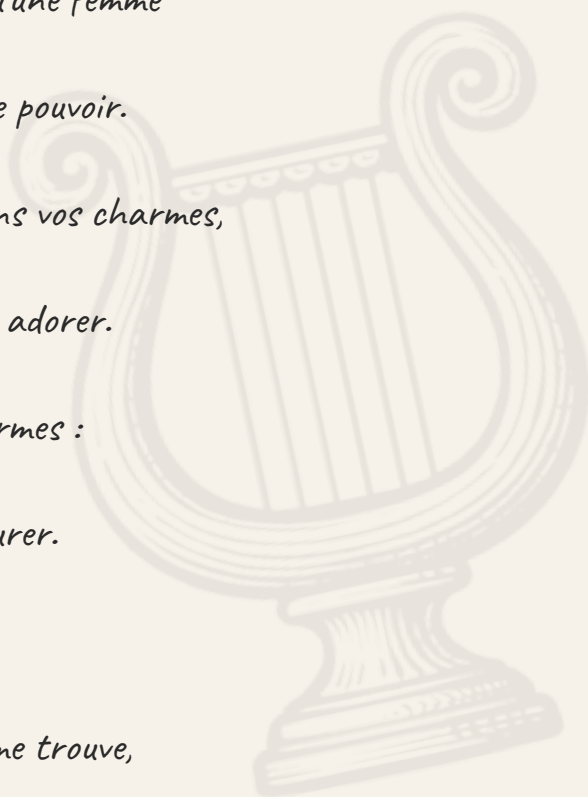 d'une femme
e pouvoir.
ns vos charmes,
adorer.
rmes :
urer.
ne trouve,